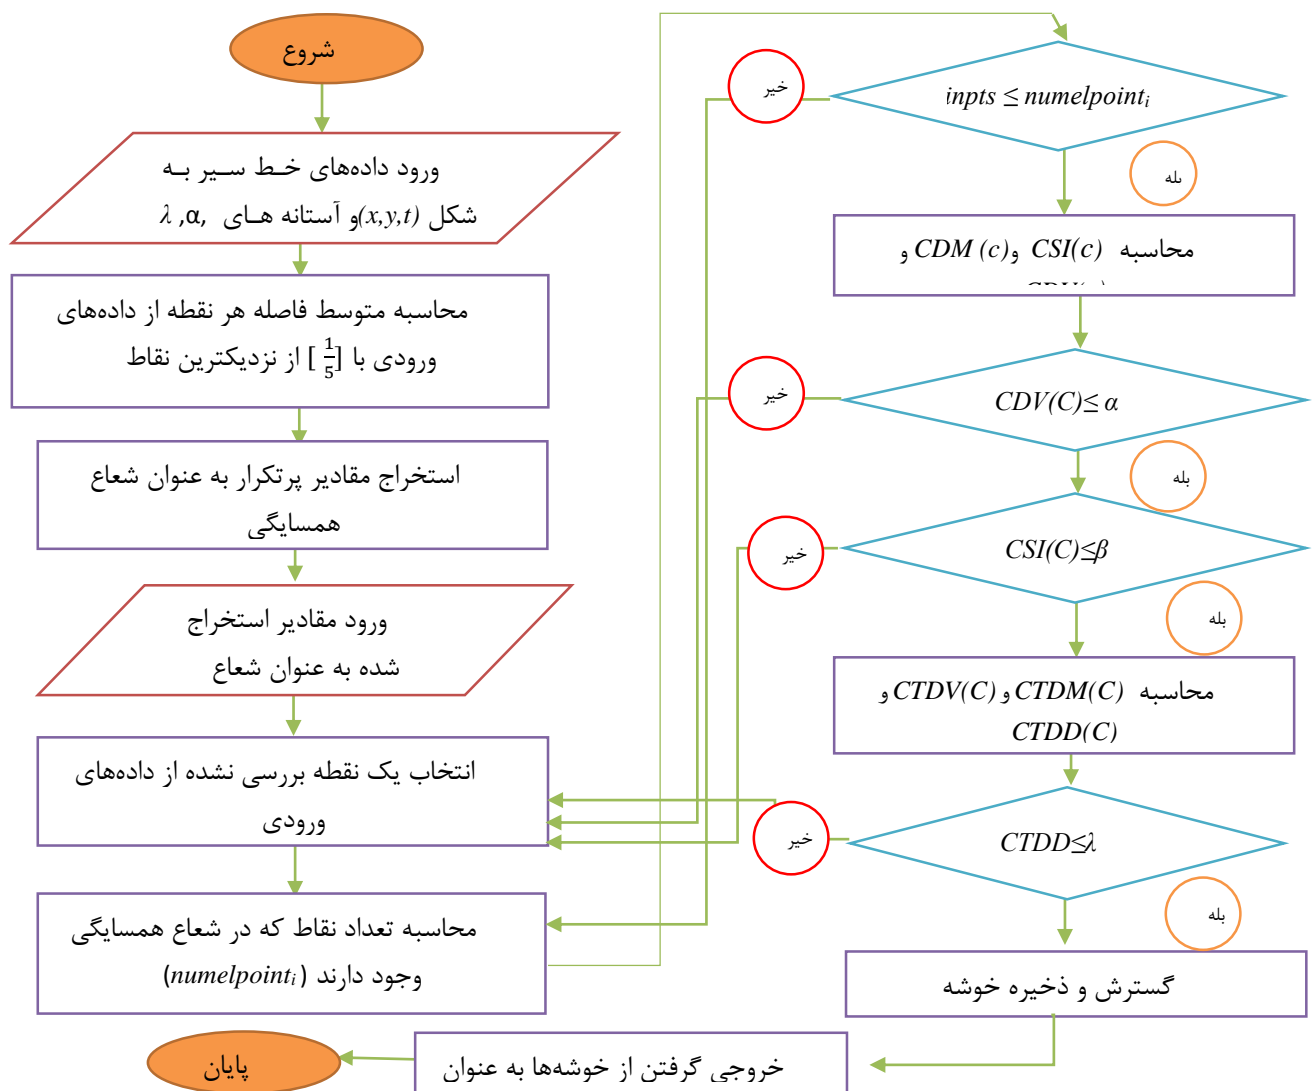 شروع
ورود داده‌های خط سیر به
شکل (x,y,t)و آستانه های λ ,α,
محاسبه متوسط فاصله هر نقطه از داده‌های
ورودی با [1/5] از نزدیکترین نقاط
استخراج مقادیر پرتکرار به عنوان شعاع
همسایگی
ورود مقادیر استخراج
شده به عنوان شعاع
انتخاب یک نقطه بررسی نشده از داده‌های
ورودی
محاسبه تعداد نقاط که در شعاع همسایگی
وجود دارند (numelpointᵢ)
inpts ≤ numelpointᵢ
خیر
بله
محاسبه CSI(c) و CDM (c) و
CDV(C)≤ α
خیر
بله
CSI(C)≤β
خیر
بله
محاسبه CTDM(C) و CTDV(C) و
CTDD(C)
CTDD≤λ
خیر
بله
گسترش و ذخیره خوشه
خروجی گرفتن از خوشه‌ها به عنوان
پایان